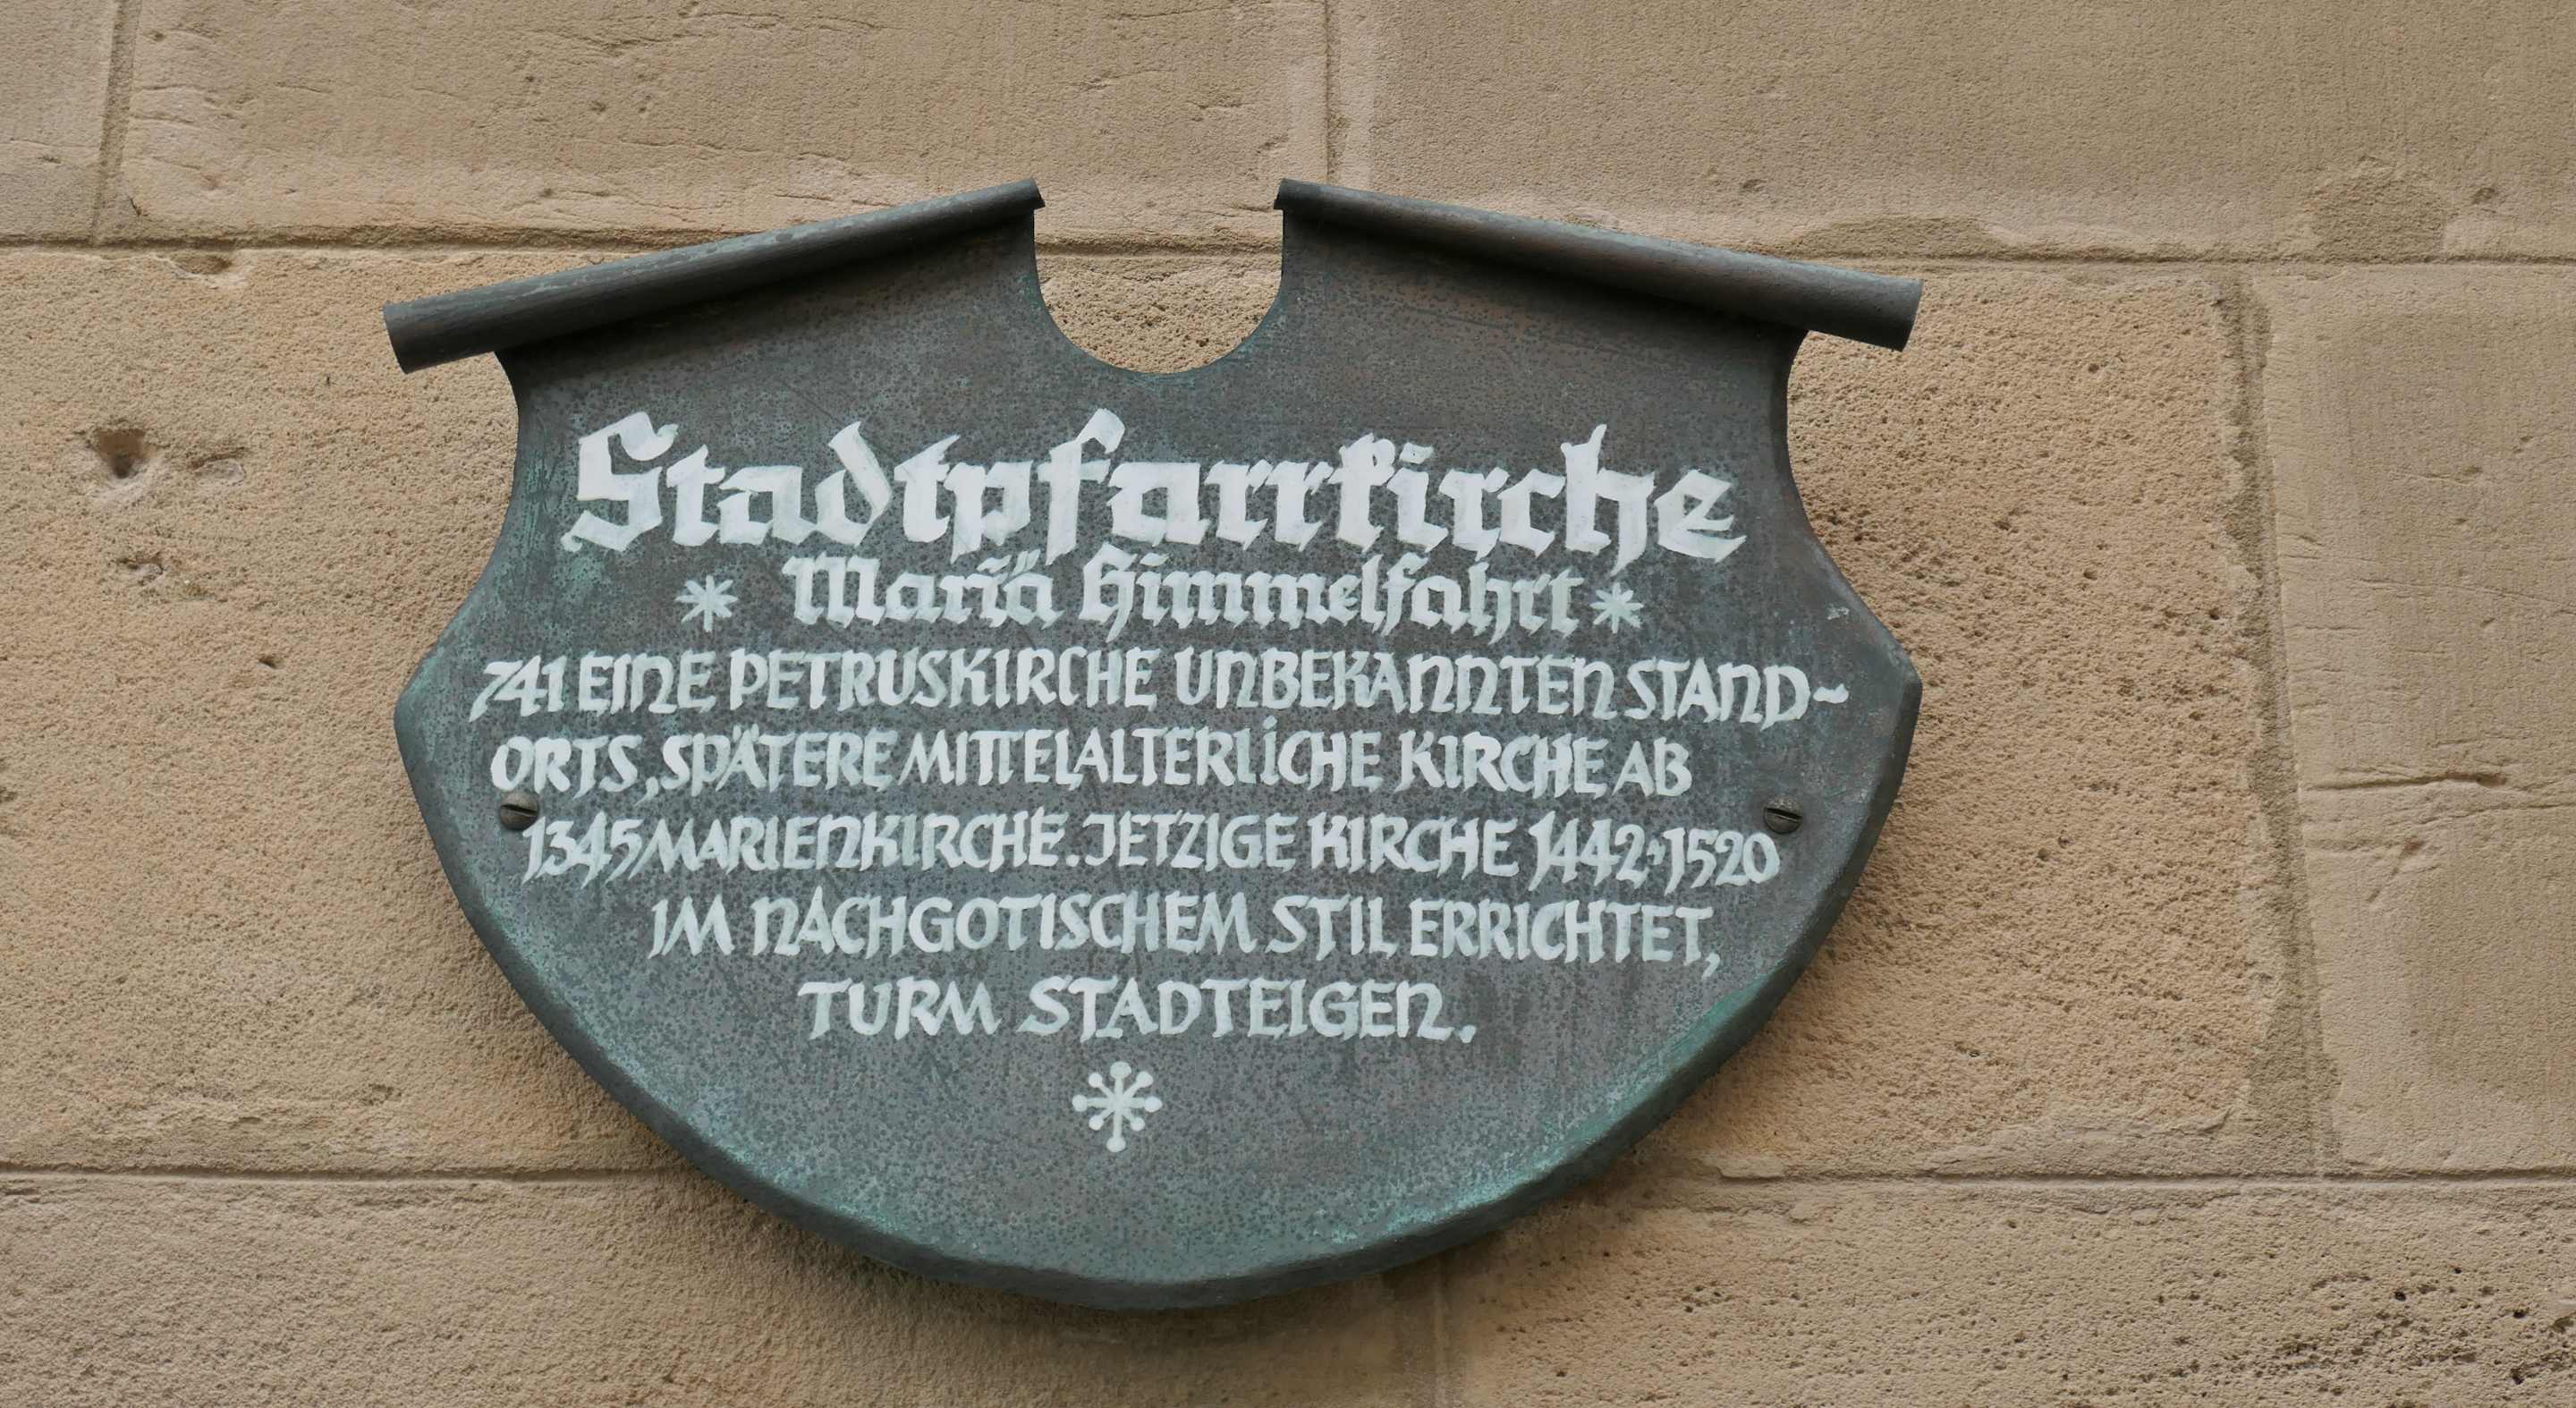 Stadtpfarrkirche
* Mariä Himmelfahrt *
741 EINE PETRUSKIRCHE UNBEKANNTEN STAND-
ORTS, SPÄTERE MITTELALTERLICHE KIRCHE AB
1345 MARIENKIRCHE. JETZIGE KIRCHE 1442-1520
IM NACHGOTISCHEM STIL ERRICHTET,
TURM STADTEIGEN.